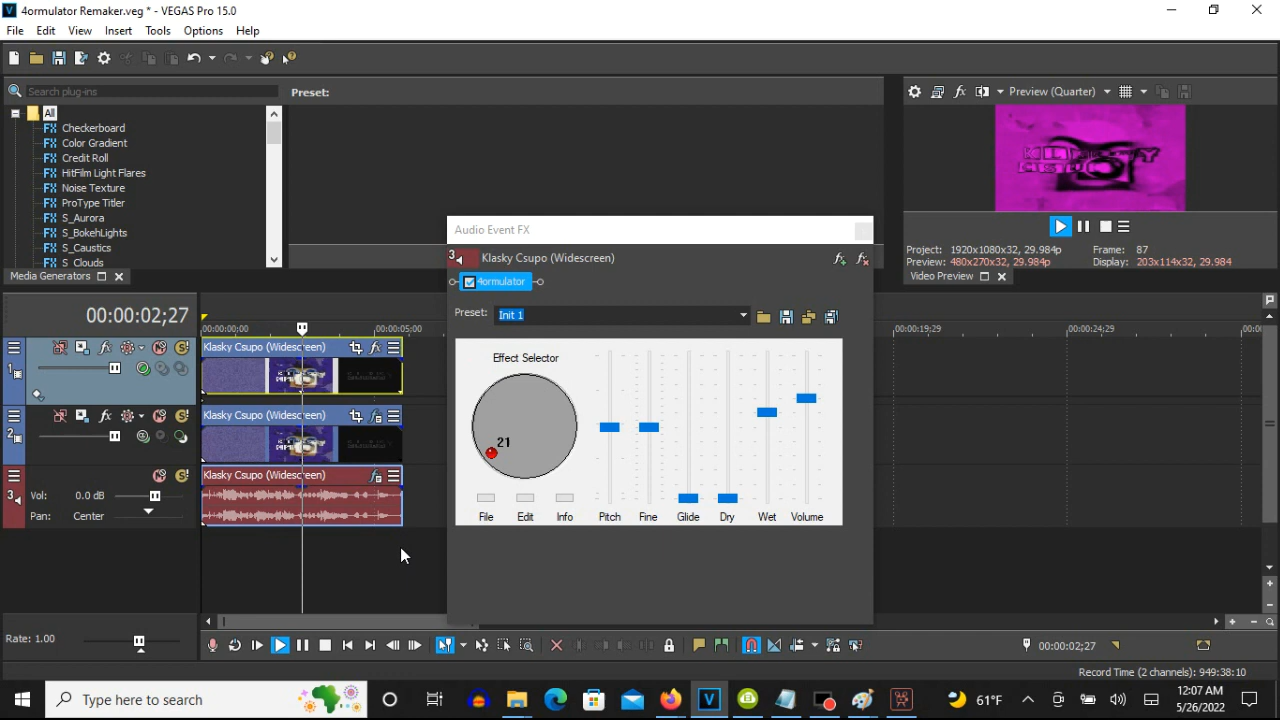 4ormulator Remaker.veg * - VEGAS Pro 15.0
File Edit View Insert Tools Options Help
Search plug-ins
Preset:
Preview (Quarter)
All
Checkerboard
Color Gradient
Credit Roll
HitFilm Light Flares
Noise Texture
ProType Titler
S_Aurora
S_BokehLights
S_Caustics
S_Clouds
Media Generators
Project: 1920x1080x32, 29.984p Frame: 87
Preview: 480x270x32, 29.984p Display: 203x114x32, 29.984
Video Preview
Audio Event FX
3 Klasky Csupo (Widescreen)
4ormulator
Preset: Init 1
Effect Selector
21
File Edit Info Pitch Fine Glide Dry Wet Volume
00:00:02;27
00:00:00;00 00:00:05;00 00:00:19;29 00:00:24;29 00:0
1 Klasky Csupo (Widescreen)
2 Klasky Csupo (Widescreen)
3 Klasky Csupo (Widescreen)
Vol: 0.0 dB
Pan: Center
Rate: 1.00
00:00:02;27
Record Time (2 channels): 949:38:10
Type here to search
61°F
12:07 AM
5/26/2022